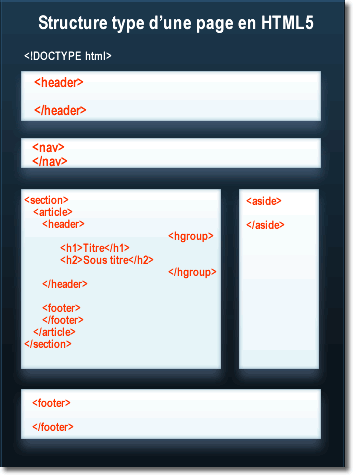 Structure type d’une page en HTML5
<!DOCTYPE html>
<header>
</header>
<nav>
</nav>
<section>
<article>
<header>
<hgroup>
<h1>Titre</h1>
<h2>Sous titre</h2>
</hgroup>
</header>
<footer>
</footer>
</article>
</section>
<aside>
</aside>
<footer>
</footer>